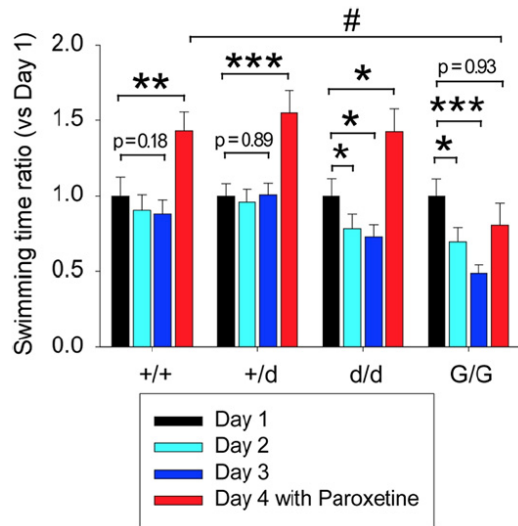 #
2.0
**
***
*
p = 0.93
***
1.5
p = 0.18
p = 0.89
*
*
*
1.0
0.5
0.0
Swimming time ratio (vs Day 1)
+/+ +/d d/d G/G
Day 1
Day 2
Day 3
Day 4 with Paroxetine